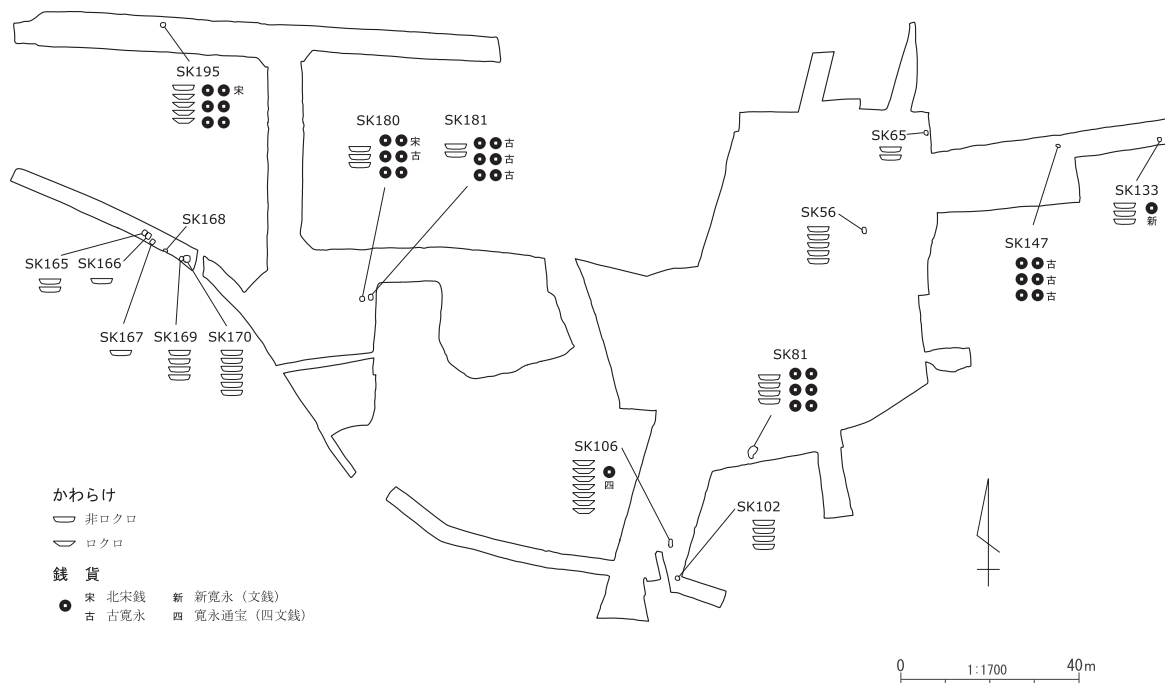 SK195
宋
SK180
宋
古
SK181
古
古
古
SK65
SK133
新
SK56
SK147
古
古
古
SK168
SK165
SK166
SK167
SK169
SK170
SK81
SK106
四
SK102
かわらけ
非ロクロ
ロクロ
銭 貨
宋 北宋銭 新 新寛永（文銭）
古 古寛永 四 寛永通宝（四文銭）
0 1:1700 40m